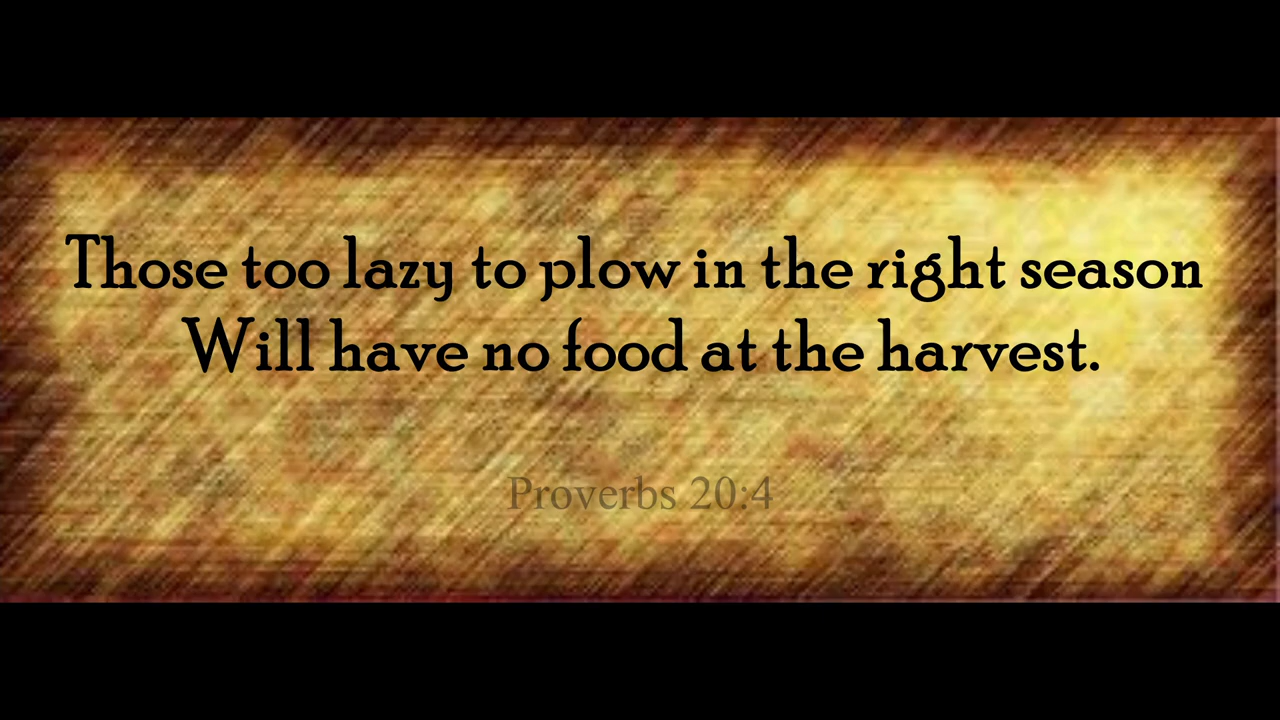 Those too lazy to plow in the right season
Will have no food at the harvest.
Proverbs 20:4